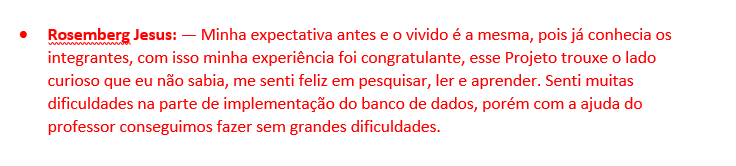 • Rosemberg Jesus: — Minha expectativa antes e o vivido é a mesma, pois já conhecia os
integrantes, com isso minha experiência foi congratulante, esse Projeto trouxe o lado
curioso que eu não sabia, me senti feliz em pesquisar, ler e aprender. Senti muitas
dificuldades na parte de implementação do banco de dados, porém com a ajuda do
professor conseguimos fazer sem grandes dificuldades.